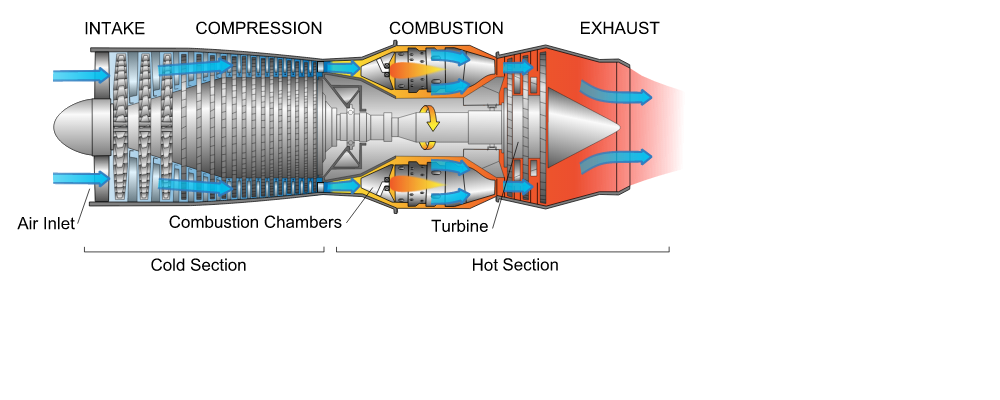 INTAKE COMPRESSION COMBUSTION EXHAUST
Air Inlet
Combustion Chambers
Turbine
Cold Section
Hot Section